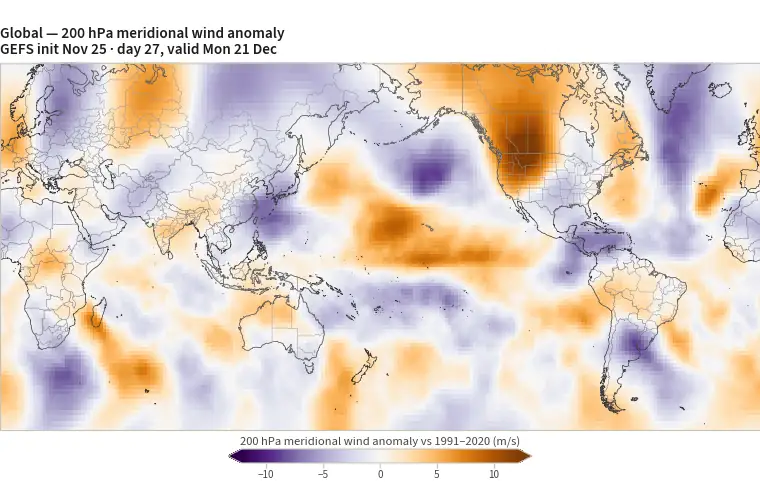 Global — 200 hPa meridional wind anomaly
GEFS init Nov 25 · day 27, valid Mon 21 Dec
200 hPa meridional wind anomaly vs 1991–2020 (m/s)
−10 −5 0 5 10